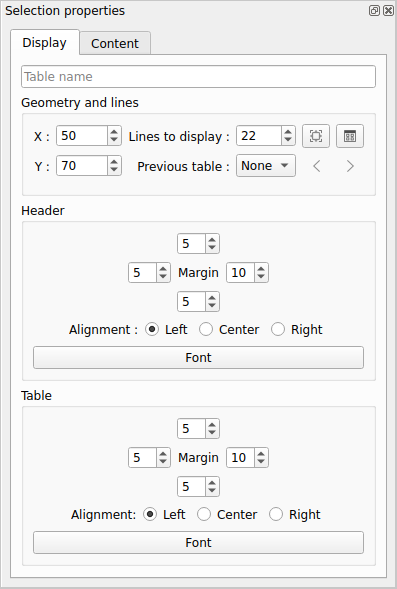 Selection properties
Display Content
Table name
Geometry and lines
X : 50 Lines to display : 22
Y : 70 Previous table : None
Header
5
5 Margin 10
5
Alignment : Left Center Right
Font
Table
5
5 Margin 10
5
Alignment: Left Center Right
Font